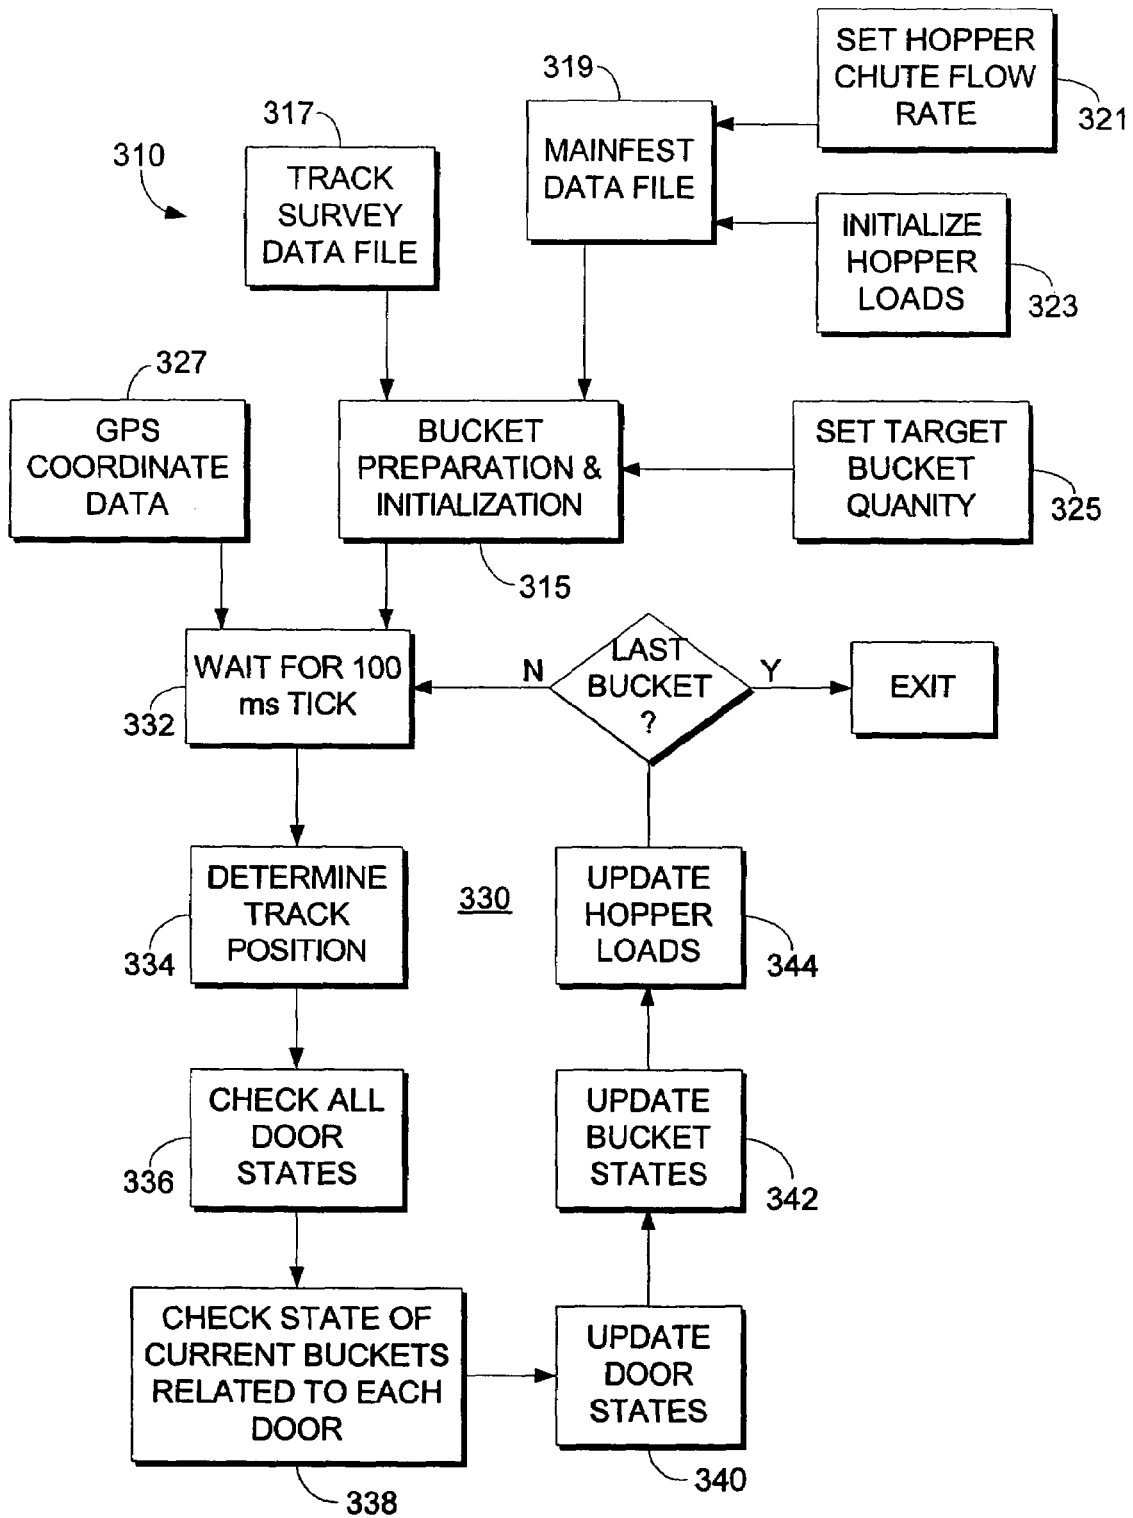 SET HOPPER
CHUTE FLOW
RATE
321
319
MAINFEST
DATA FILE
317
TRACK
SURVEY
DATA FILE
310
INITIALIZE
HOPPER
LOADS
323
327
GPS
COORDINATE
DATA
BUCKET
PREPARATION &
INITIALIZATION
315
SET TARGET
BUCKET
QUANITY
325
WAIT FOR 100
ms TICK
332
N
LAST
BUCKET
?
Y
EXIT
DETERMINE
TRACK
POSITION
334
330
UPDATE
HOPPER
LOADS
344
CHECK ALL
DOOR
STATES
336
UPDATE
BUCKET
STATES
342
CHECK STATE OF
CURRENT BUCKETS
RELATED TO EACH
DOOR
338
UPDATE
DOOR
STATES
340